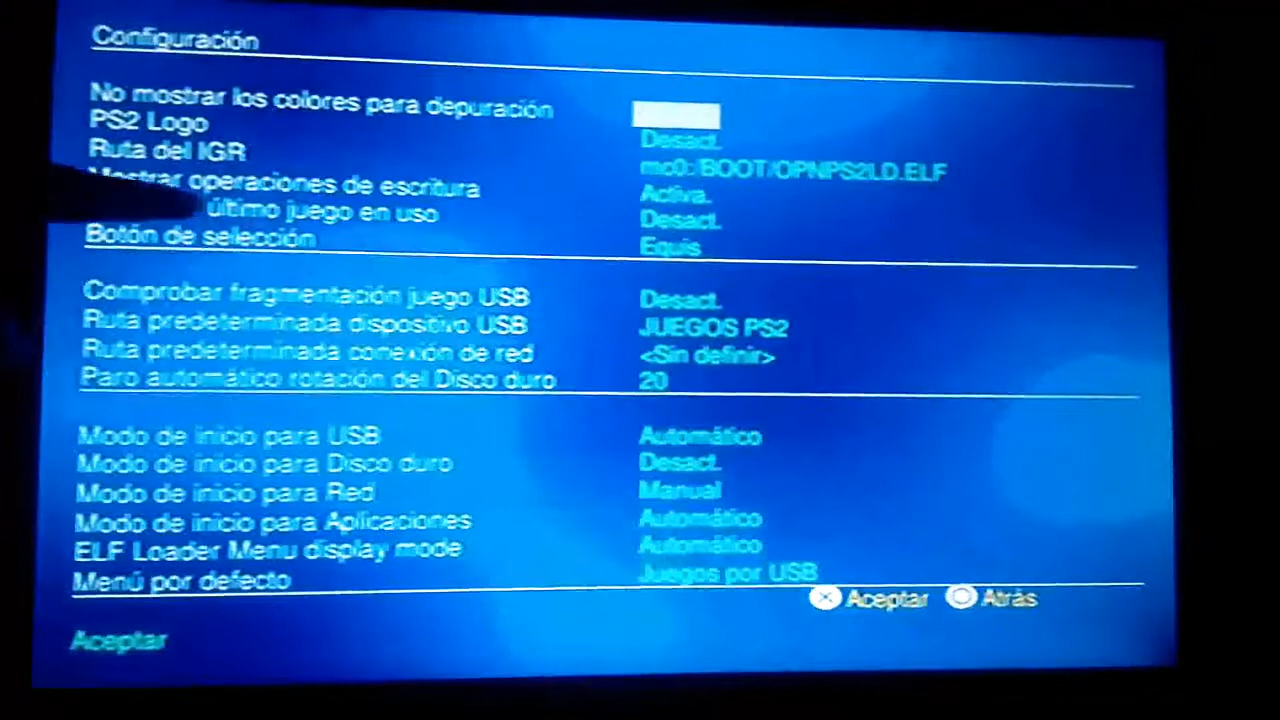 Configuración
No mostrar los colores para depuración
PS2 Logo Desact.
Ruta del IGR mc0:/BOOT/OPNPS2LD.ELF
Mostrar operaciones de escritura Activa.
último juego en uso Desact.
Botón de selección Equis
Comprobar fragmentación juego USB Desact.
Ruta predeterminada dispositivo USB JUEGOS PS2
Ruta predeterminada conexión de red <Sin definir>
Paro automático rotación del Disco duro 20
Modo de inicio para USB Automático
Modo de inicio para Disco duro Desact.
Modo de inicio para Red Manual
Modo de inicio para Aplicaciones Automático
ELF Loader Menu display mode Automático
Menú por defecto Juegos por USB
Aceptar Atrás
Aceptar